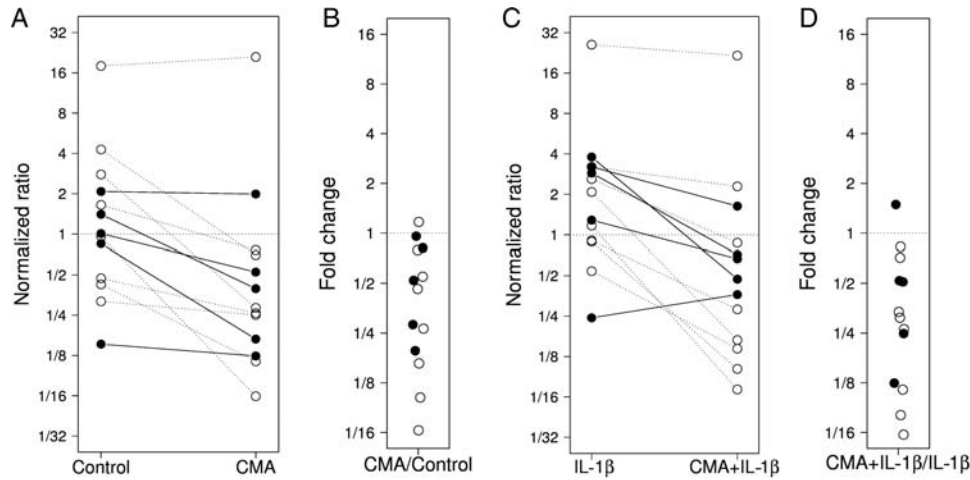 A
Normalized ratio
32
16
8
4
2
1
1/2
1/4
1/8
1/16
1/32
Control
CMA
B
Fold change
16
8
4
2
1
1/2
1/4
1/8
1/16
CMA/Control
C
Normalized ratio
32
16
8
4
2
1
1/2
1/4
1/8
1/16
1/32
IL-1β
CMA+IL-1β
D
Fold change
16
8
4
2
1
1/2
1/4
1/8
1/16
CMA+IL-1β/IL-1β